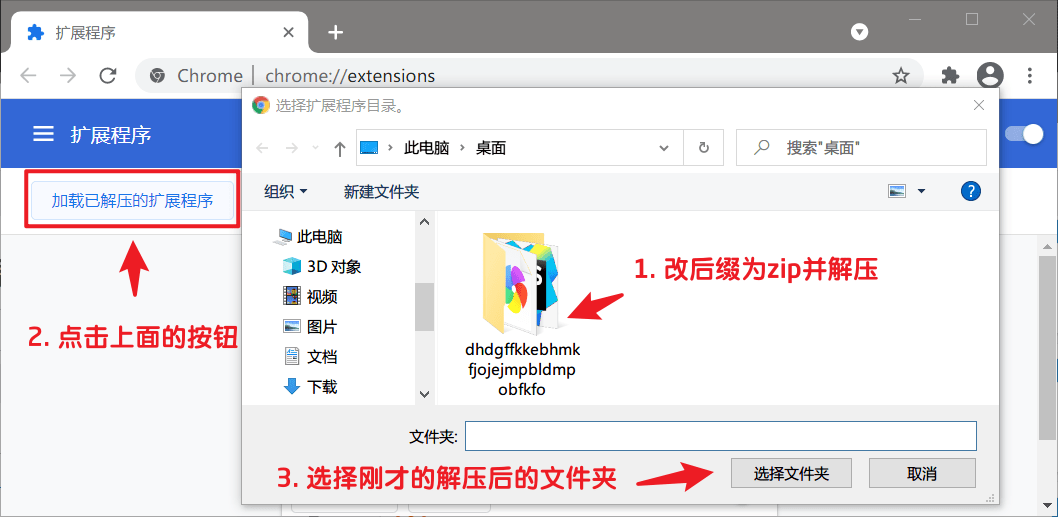 扩展程序
Chrome | chrome://extensions
选择扩展程序目录。
扩展程序
此电脑 › 桌面
搜索"桌面"
加载已解压的扩展程序
组织
新建文件夹
此电脑
3D 对象
视频
图片
文档
下载
1. 改后缀为zip并解压
dhdgffkkebhmk
fjojejmpbldmp
obfkfo
2. 点击上面的按钮
文件夹:
3. 选择刚才的解压后的文件夹
选择文件夹
取消